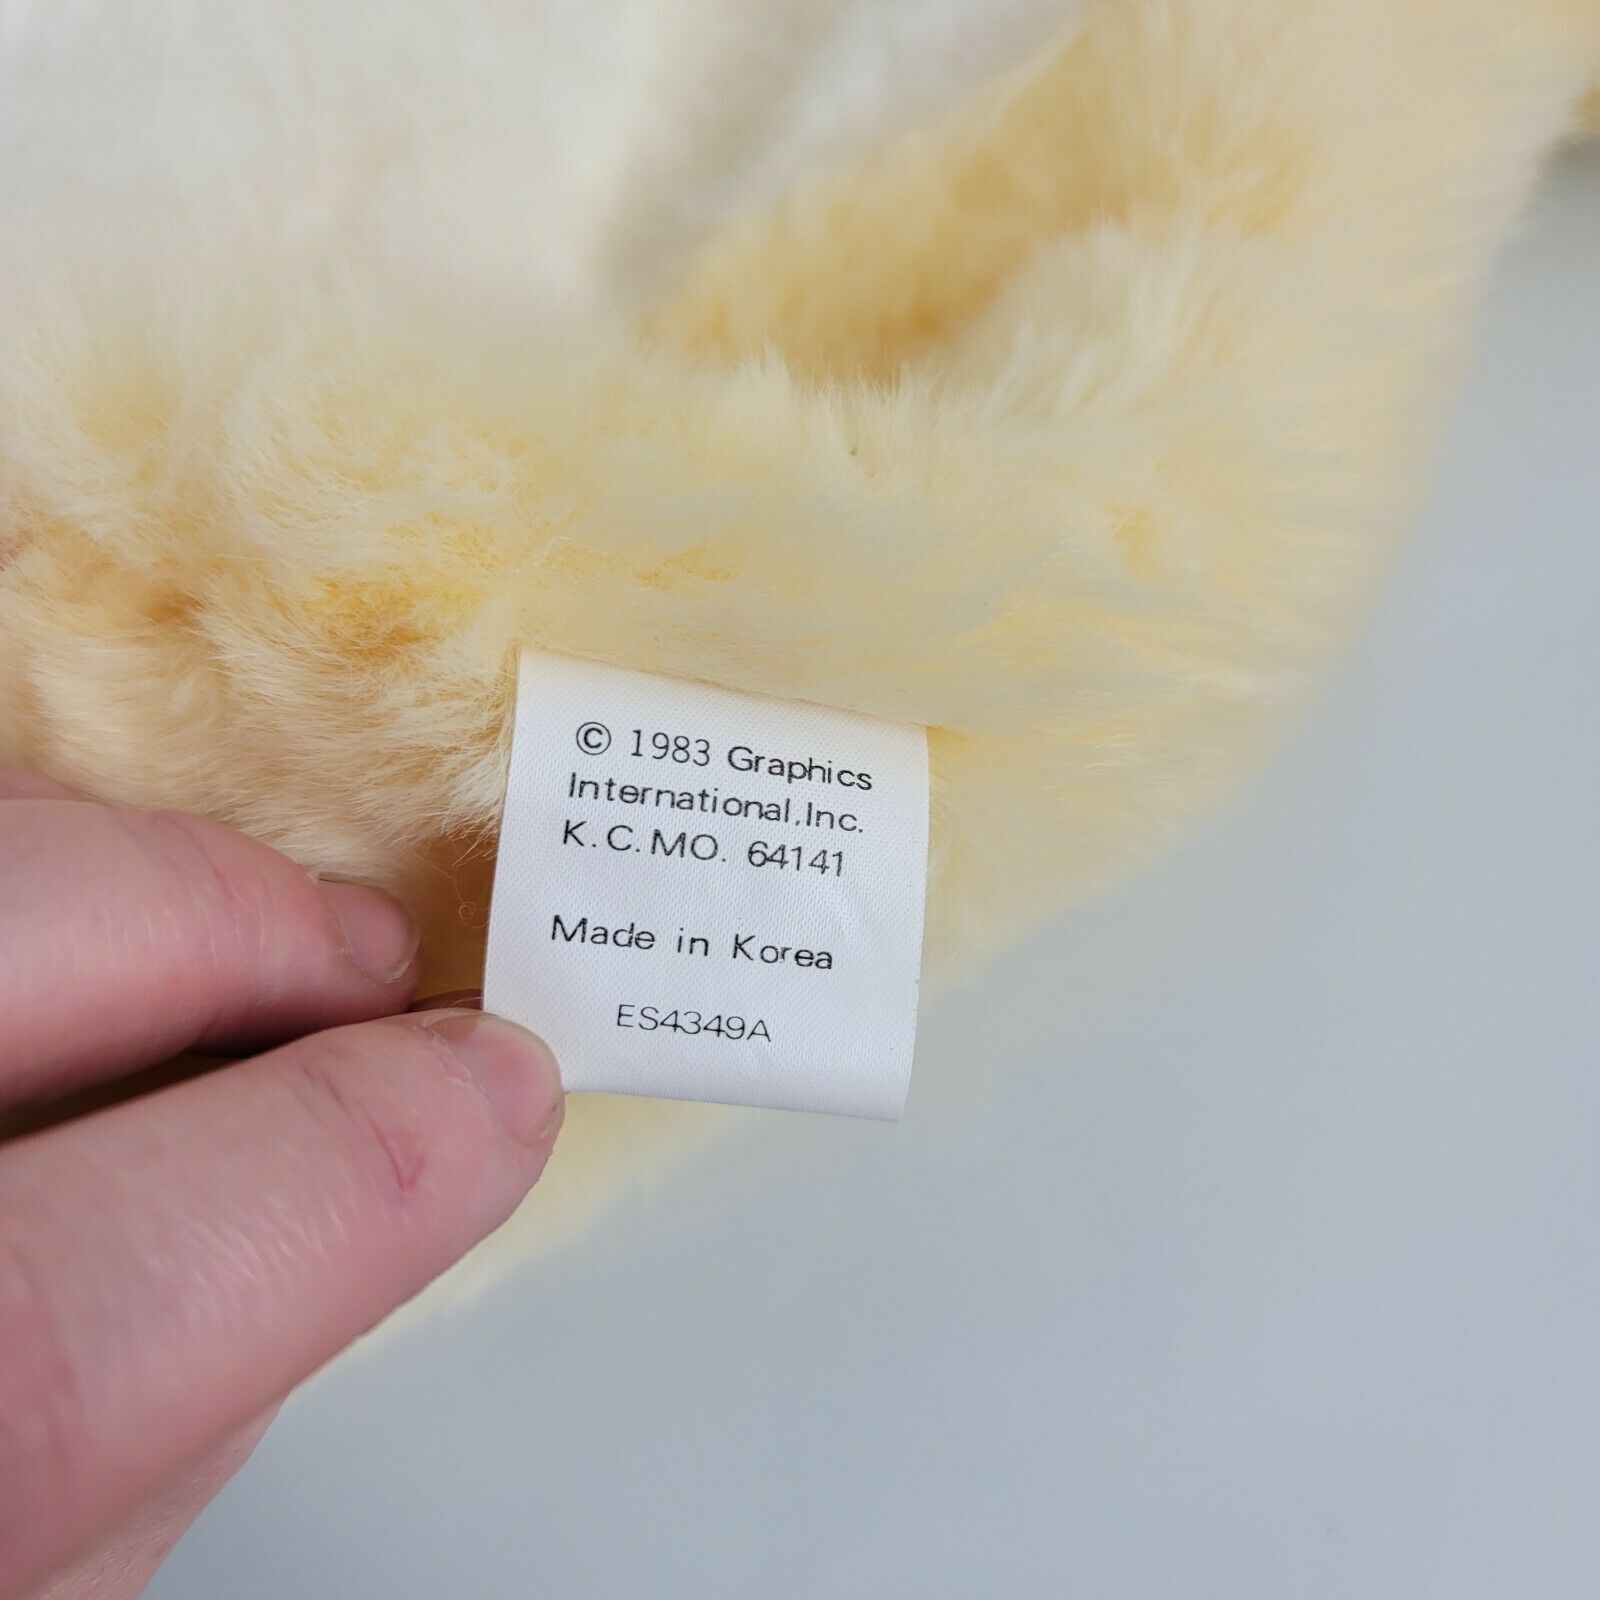 © 1983 Graphics
International, Inc.
K.C.MO. 64141
Made in Korea
ES4349A